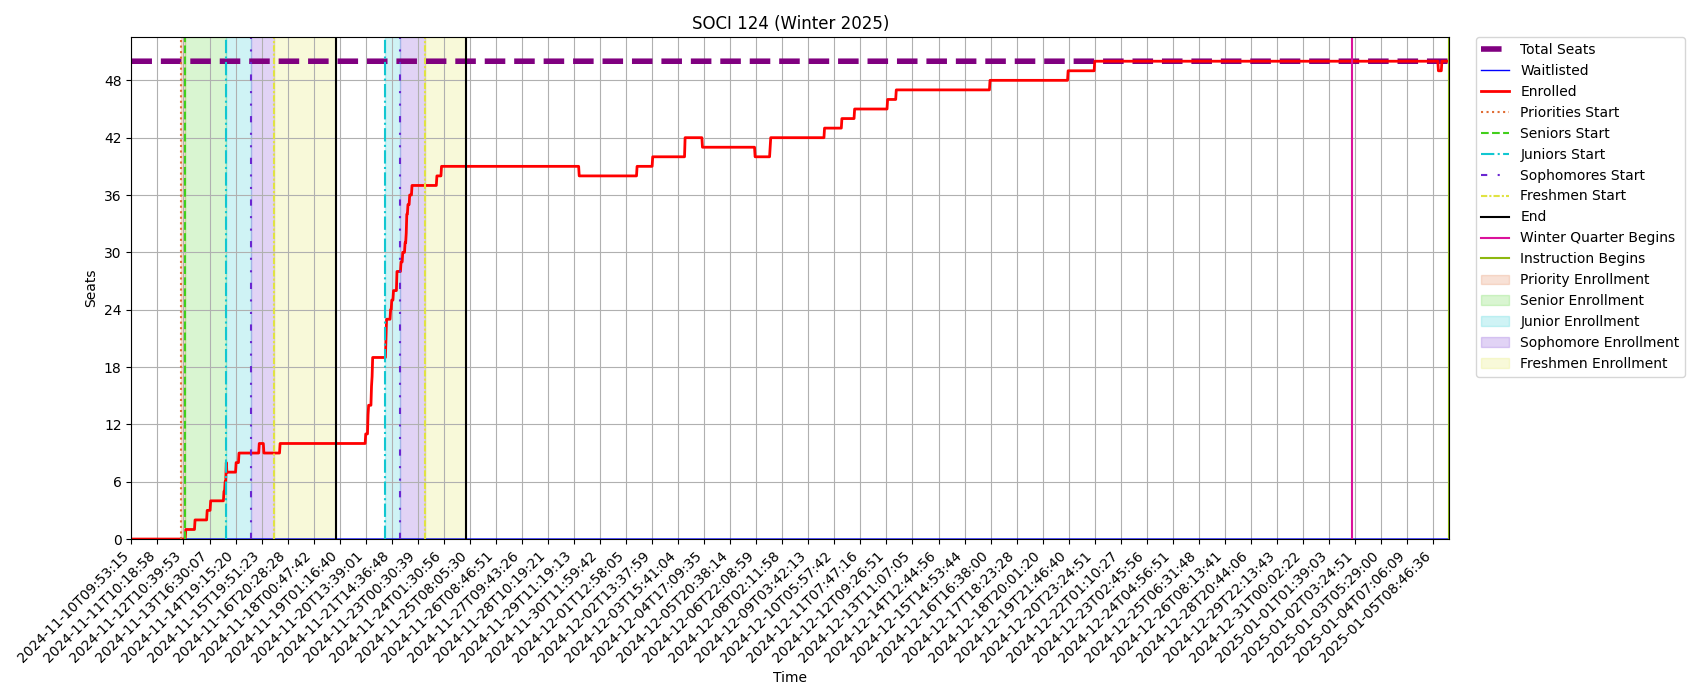 SOCI 124 (Winter 2025)
Seats
48
42
36
30
24
18
12
6
0
2024-11-10T09:53:15
2024-11-11T10:18:58
2024-11-12T10:39:53
2024-11-13T16:30:07
2024-11-14T19:15:20
2024-11-15T19:51:23
2024-11-16T20:28:28
2024-11-18T00:47:42
2024-11-19T01:16:40
2024-11-20T13:39:01
2024-11-21T14:36:48
2024-11-23T00:30:39
2024-11-24T01:30:56
2024-11-25T08:05:30
2024-11-26T08:46:51
2024-11-27T09:43:26
2024-11-28T10:19:21
2024-11-29T11:19:13
2024-11-30T11:59:42
2024-12-01T12:58:05
2024-12-02T13:37:59
2024-12-03T15:41:04
2024-12-04T17:09:35
2024-12-05T20:38:14
2024-12-06T22:08:59
2024-12-08T02:11:58
2024-12-09T03:42:13
2024-12-10T05:57:42
2024-12-11T07:47:16
2024-12-12T09:26:51
2024-12-13T11:07:05
2024-12-14T12:44:56
2024-12-15T14:53:44
2024-12-16T16:38:00
2024-12-17T18:23:28
2024-12-18T20:01:20
2024-12-19T21:46:40
2024-12-20T23:24:51
2024-12-22T01:10:27
2024-12-23T02:45:56
2024-12-24T04:56:51
2024-12-25T06:31:48
2024-12-26T08:13:41
2024-12-28T20:44:06
2024-12-29T22:13:43
2024-12-31T00:02:22
2025-01-01T01:39:03
2025-01-02T03:24:51
2025-01-03T05:29:00
2025-01-04T07:06:09
2025-01-05T08:46:36
Time
Total Seats
Waitlisted
Enrolled
Priorities Start
Seniors Start
Juniors Start
Sophomores Start
Freshmen Start
End
Winter Quarter Begins
Instruction Begins
Priority Enrollment
Senior Enrollment
Junior Enrollment
Sophomore Enrollment
Freshmen Enrollment